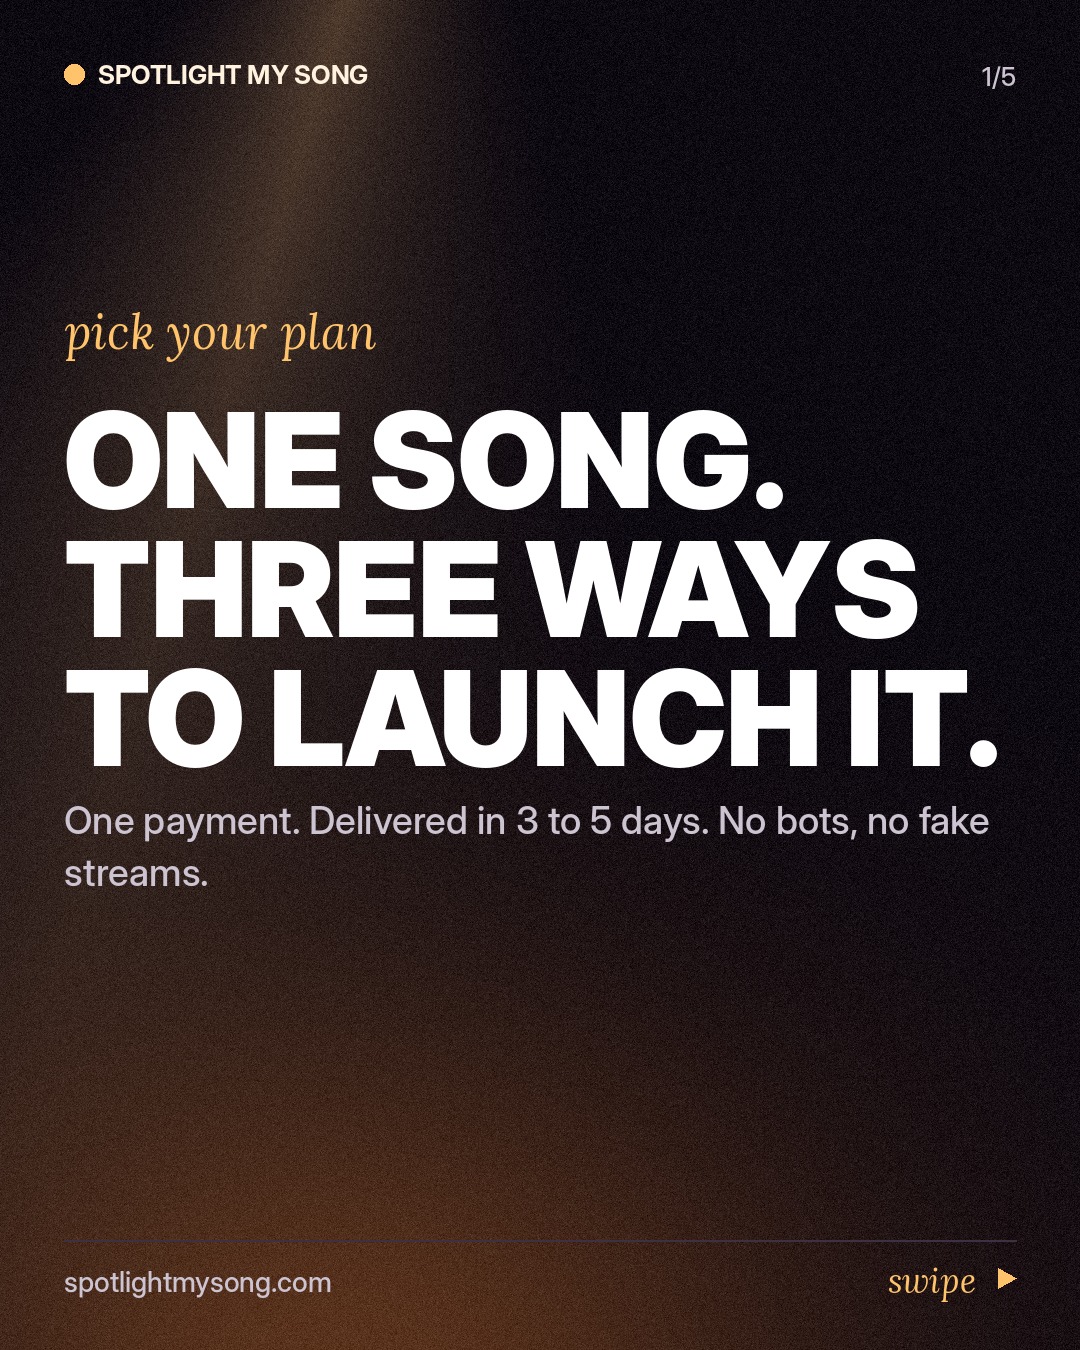 SPOTLIGHT MY SONG
1/5
pick your plan
ONE SONG.
THREE WAYS
TO LAUNCH IT.
One payment. Delivered in 3 to 5 days. No bots, no fake
streams.
spotlightmysong.com
swipe